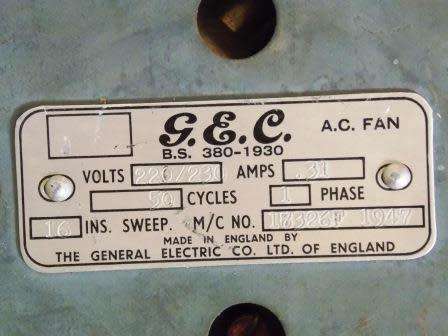 G.E.C. A.C. FAN
B.S. 380-1930
VOLTS 220/230 AMPS .31
50 CYCLES 1 PHASE
16 INS. SWEEP. M/C NO. 1947
MADE IN ENGLAND BY
THE GENERAL ELECTRIC CO. LTD. OF ENGLAND